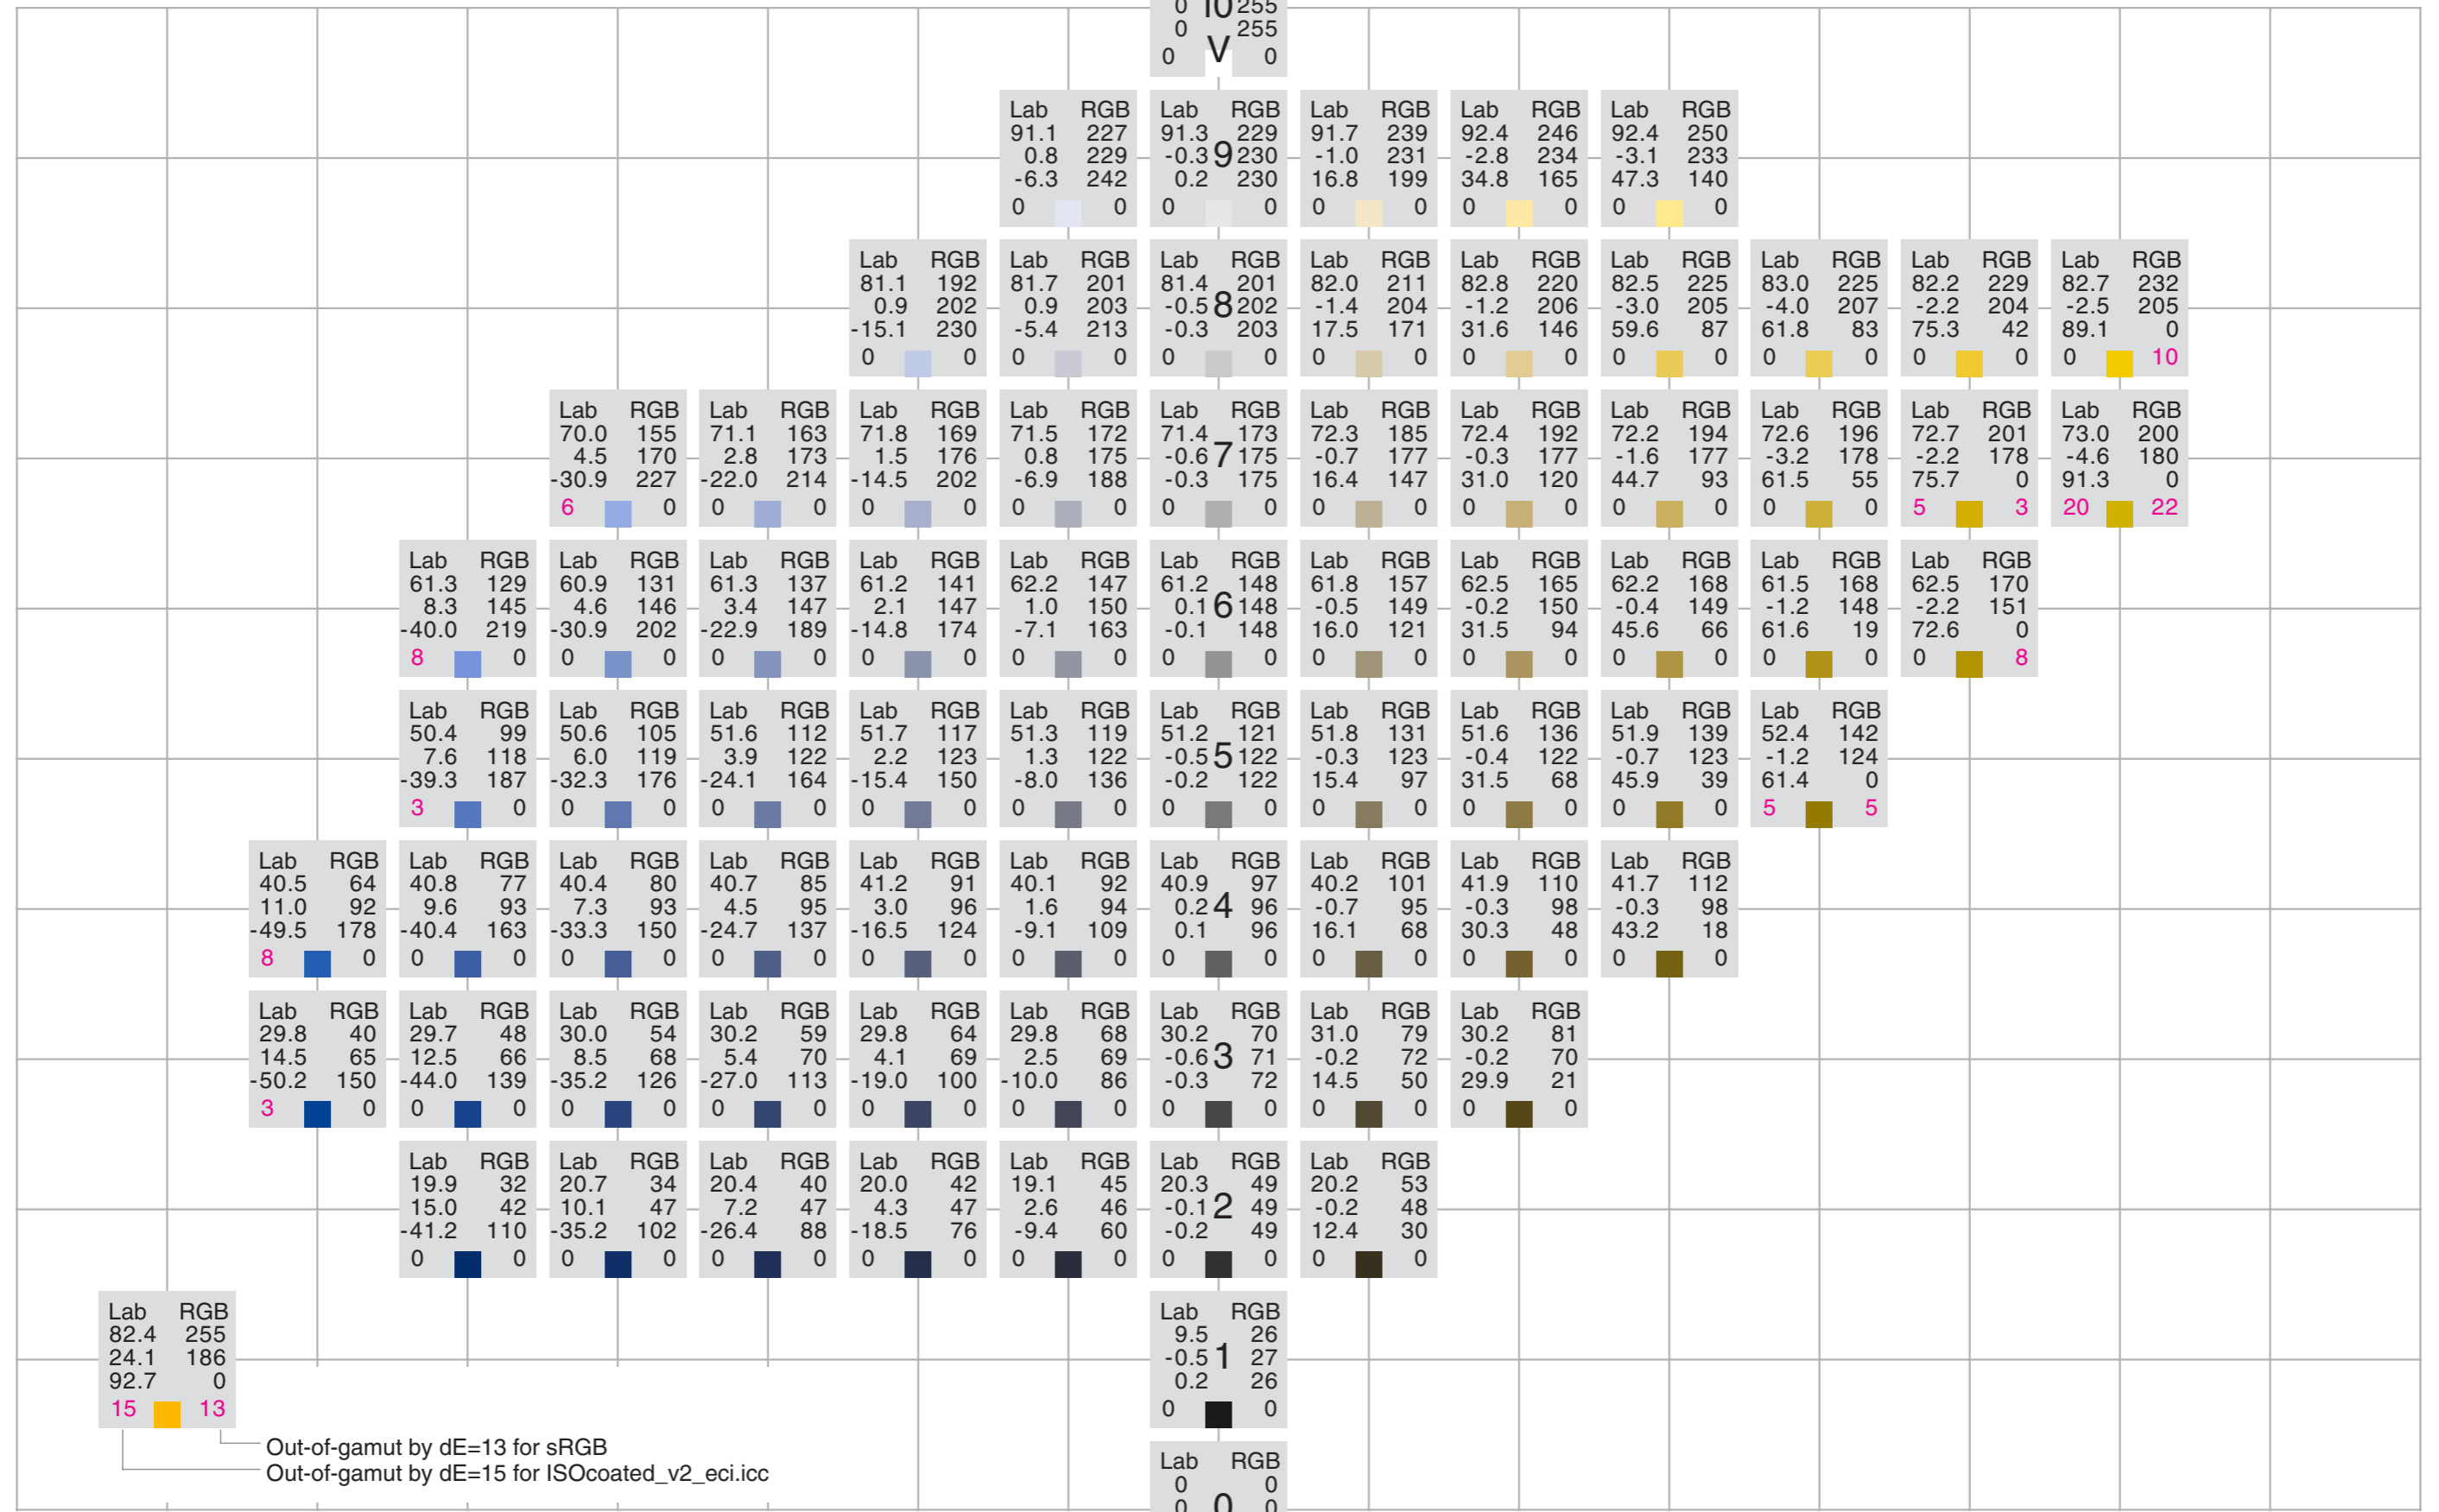 0 10 255
0 255
V
0 0
Lab RGB Lab RGB Lab RGB Lab RGB Lab RGB
91.1 227 91.3 229 91.7 239 92.4 246 92.4 250
0.8 229 -0.3 9 230 -1.0 231 -2.8 234 -3.1 233
-6.3 242 0.2 230 16.8 199 34.8 165 47.3 140
0 0 0 0 0 0 0 0 0 0
Lab RGB Lab RGB Lab RGB Lab RGB Lab RGB Lab RGB Lab RGB Lab RGB Lab RGB
81.1 192 81.7 201 81.4 201 82.0 211 82.8 220 82.5 225 83.0 225 82.2 229 82.7 232
0.9 202 0.9 203 -0.5 8 202 -1.4 204 -1.2 206 -3.0 205 -4.0 207 -2.2 204 -2.5 205
-15.1 230 -5.4 213 -0.3 203 17.5 171 31.6 146 59.6 87 61.8 83 75.3 42 89.1 0
0 0 0 0 0 0 0 0 0 0 0 0 0 0 0 0 0 10
Lab RGB Lab RGB Lab RGB Lab RGB Lab RGB Lab RGB Lab RGB Lab RGB Lab RGB Lab RGB Lab RGB
70.0 155 71.1 163 71.8 169 71.5 172 71.4 173 72.3 185 72.4 192 72.2 194 72.6 196 72.7 201 73.0 200
4.5 170 2.8 173 1.5 176 0.8 175 -0.6 7 175 -0.7 177 -0.3 177 -1.6 177 -3.2 178 -2.2 178 -4.6 180
-30.9 227 -22.0 214 -14.5 202 -6.9 188 -0.3 175 16.4 147 31.0 120 44.7 93 61.5 55 75.7 0 91.3 0
6 0 0 0 0 0 0 0 0 0 0 0 0 0 0 0 0 0 5 3 20 22
Lab RGB Lab RGB Lab RGB Lab RGB Lab RGB Lab RGB Lab RGB Lab RGB Lab RGB Lab RGB Lab RGB
61.3 129 60.9 131 61.3 137 61.2 141 62.2 147 61.2 148 61.8 157 62.5 165 62.2 168 61.5 168 62.5 170
8.3 145 4.6 146 3.4 147 2.1 147 1.0 150 0.1 6 148 -0.5 149 -0.2 150 -0.4 149 -1.2 148 -2.2 151
-40.0 219 -30.9 202 -22.9 189 -14.8 174 -7.1 163 -0.1 148 16.0 121 31.5 94 45.6 66 61.6 19 72.6 0
8 0 0 0 0 0 0 0 0 0 0 0 0 0 0 0 0 0 0 0 0 8
Lab RGB Lab RGB Lab RGB Lab RGB Lab RGB Lab RGB Lab RGB Lab RGB Lab RGB Lab RGB
50.4 99 50.6 105 51.6 112 51.7 117 51.3 119 51.2 121 51.8 131 51.6 136 51.9 139 52.4 142
7.6 118 6.0 119 3.9 122 2.2 123 1.3 122 -0.5 5 122 -0.3 123 -0.4 122 -0.7 123 -1.2 124
-39.3 187 -32.3 176 -24.1 164 -15.4 150 -8.0 136 -0.2 122 15.4 97 31.5 68 45.9 39 61.4 0
3 0 0 0 0 0 0 0 0 0 0 0 0 0 0 0 0 0 5 5
Lab RGB Lab RGB Lab RGB Lab RGB Lab RGB Lab RGB Lab RGB Lab RGB Lab RGB Lab RGB
40.5 64 40.8 77 40.4 80 40.7 85 41.2 91 40.1 92 40.9 97 40.2 101 41.9 110 41.7 112
11.0 92 9.6 93 7.3 93 4.5 95 3.0 96 1.6 94 0.2 4 96 -0.7 95 -0.3 98 -0.3 98
-49.5 178 -40.4 163 -33.3 150 -24.7 137 -16.5 124 -9.1 109 0.1 96 16.1 68 30.3 48 43.2 18
8 0 0 0 0 0 0 0 0 0 0 0 0 0 0 0 0 0 0 0
Lab RGB Lab RGB Lab RGB Lab RGB Lab RGB Lab RGB Lab RGB Lab RGB Lab RGB
29.8 40 29.7 48 30.0 54 30.2 59 29.8 64 29.8 68 30.2 70 31.0 79 30.2 81
14.5 65 12.5 66 8.5 68 5.4 70 4.1 69 2.5 69 -0.6 3 71 -0.2 72 -0.2 70
-50.2 150 -44.0 139 -35.2 126 -27.0 113 -19.0 100 -10.0 86 -0.3 72 14.5 50 29.9 21
3 0 0 0 0 0 0 0 0 0 0 0 0 0 0 0 0 0
Lab RGB Lab RGB Lab RGB Lab RGB Lab RGB Lab RGB Lab RGB
19.9 32 20.7 34 20.4 40 20.0 42 19.1 45 20.3 49 20.2 53
15.0 42 10.1 47 7.2 47 4.3 47 2.6 46 -0.1 2 49 -0.2 48
-41.2 110 -35.2 102 -26.4 88 -18.5 76 -9.4 60 -0.2 49 12.4 30
0 0 0 0 0 0 0 0 0 0 0 0 0 0
Lab RGB Lab RGB
82.4 255 9.5 26
24.1 186 -0.5 1 27
92.7 0 0.2 26
15 13 0 0
Out-of-gamut by dE=13 for sRGB
Out-of-gamut by dE=15 for ISOcoated_v2_eci.icc
Lab RGB
0 0
0 0 0